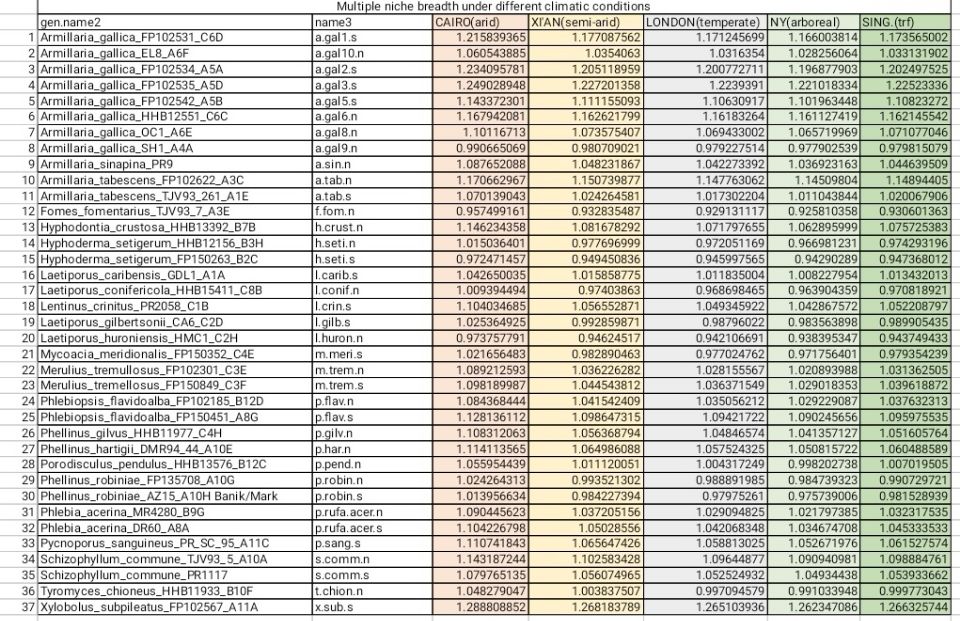 Multiple niche breadth under different climatic conditions
gen.name2 name3 CAIRO(arid) XI'AN(semi-arid) LONDON(temperate) NY(arboreal) SING.(trf)
1 Armillaria_gallica_FP102531_C6D a.gal1.s 1.215839365 1.177087562 1.171245699 1.166003814 1.173565002
2 Armillaria_gallica_EL8_A6F a.gal10.n 1.060543885 1.0354063 1.0316354 1.028256064 1.033131902
3 Armillaria_gallica_FP102534_A5A a.gal2.s 1.234095781 1.205118959 1.200772711 1.196877903 1.202497525
4 Armillaria_gallica_FP102535_A5D a.gal3.s 1.249028948 1.227201358 1.2239391 1.221018334 1.22523336
5 Armillaria_gallica_FP102542_A5B a.gal5.s 1.143372301 1.111155093 1.10630917 1.101963448 1.10823272
6 Armillaria_gallica_HHB12551_C6C a.gal6.n 1.167942081 1.162621799 1.16183264 1.161127419 1.162145542
7 Armillaria_gallica_OC1_A6E a.gal8.n 1.10116713 1.073575407 1.069433002 1.065719969 1.071077046
8 Armillaria_gallica_SH1_A4A a.gal9.n 0.990665069 0.980709021 0.979227514 0.977902539 0.979815079
9 Armillaria_sinapina_PR9 a.sin.n 1.087652088 1.048231867 1.042273392 1.036923163 1.044639509
10 Armillaria_tabescens_FP102622_A3C a.tab.n 1.170662967 1.150739877 1.147763062 1.14509804 1.14894405
11 Armillaria_tabescens_TJV93_261_A1E a.tab.s 1.070139043 1.024264581 1.017302204 1.011043844 1.020067906
12 Fomes_fomentarius_TJV93_7_A3E f.fom.n 0.957499161 0.932835487 0.929131117 0.925810358 0.930601363
13 Hyphodontia_crustosa_HHB13392_B7B h.crust.n 1.146234358 1.081678292 1.071797655 1.062895999 1.075725383
14 Hyphoderma_setigerum_HHB12156_B3H h.seti.n 1.015036401 0.977696999 0.972051169 0.966981231 0.974293196
15 Hyphoderma_setigerum_FP150263_B2C h.seti.s 0.972471457 0.949450836 0.945997565 0.94290289 0.947368012
16 Laetiporus_caribensis_GDL1_A1A l.carib.s 1.042650035 1.015858775 1.011835004 1.008227954 1.013432013
17 Laetiporus_conifericola_HHB15411_C8B l.conif.n 1.009394494 0.97403863 0.968698465 0.963904359 0.970818921
18 Lentinus_crinitus_PR2058_C1B l.crin.s 1.104034685 1.056552871 1.049345922 1.042867572 1.052208797
19 Laetiporus_gilbertsonii_CA6_C2D l.gilb.s 1.025364925 0.992859871 0.98796022 0.983563898 0.989905435
20 Laetiporus_huroniensis_HMC1_C2H l.huron.n 0.973757791 0.94624517 0.942106691 0.938395347 0.943749433
21 Mycoacia_meridionalis_FP150352_C4E m.meri.s 1.021656483 0.982890463 0.977024762 0.971756401 0.979354239
22 Merulius_tremullosus_FP102301_C3E m.trem.n 1.089212593 1.036226282 1.028155567 1.020893988 1.031362505
23 Merulius_tremellosus_FP150849_C3F m.trem.s 1.098189987 1.044543812 1.036371549 1.029018353 1.039618872
24 Phlebiopsis_flavidoalba_FP102185_B12D p.flav.n 1.084368444 1.041542409 1.035056212 1.029229087 1.037632313
25 Phlebiopsis_flavidoalba_FP150451_A8G p.flav.s 1.128136112 1.098647315 1.09421722 1.090245656 1.095975535
26 Phellinus_gilvus_HHB11977_C4H p.gilv.n 1.108312063 1.056368794 1.04846574 1.041357127 1.051605764
27 Phellinus_hartigii_DMR94_44_A10E p.har.n 1.114113565 1.064986088 1.057524325 1.050815722 1.060488589
28 Porodisculus_pendulus_HHB13576_B12C p.pend.n 1.055954439 1.011120051 1.004317249 0.998202738 1.007019505
29 Phellinus_robiniae_FP135708_A10G p.robin.n 1.024264313 0.993521302 0.988891985 0.984739323 0.990729721
30 Phellinus_robiniae_AZ15_A10H Banik/Mark p.robin.s 1.013956634 0.984227394 0.97975261 0.975739006 0.981528939
31 Phlebia_acerina_MR4280_B9G p.rufa.acer.n 1.090445623 1.037205156 1.029094825 1.021797385 1.032317535
32 Phlebia_acerina_DR60_A8A p.rufa.acer.s 1.104226798 1.05028556 1.042068348 1.034674708 1.045333533
33 Pycnoporus_sanguineus_PR_SC_95_A11C p.sang.s 1.110741843 1.065647426 1.058813025 1.052671976 1.061527574
34 Schizophyllum_commune_TJV93_5_A10A s.comm.n 1.143187244 1.102583428 1.09644877 1.090940981 1.098884761
35 Schizophyllum_commune_PR1117 s.comm.s 1.079765135 1.056074965 1.052524932 1.04934438 1.053933662
36 Tyromyces_chioneus_HHB11933_B10F t.chion.n 1.048279047 1.003837507 0.997094579 0.991033948 0.999773043
37 Xylobolus_subpileatus_FP102567_A11A x.sub.s 1.288808852 1.268183789 1.265103936 1.262347086 1.266325744